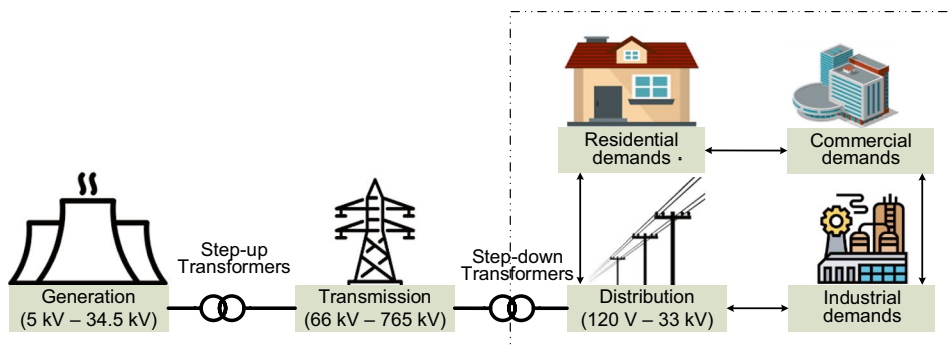 Residential
demands
Commercial
demands
Step-up
Transformers
Step-down
Transformers
Generation
(5 kV – 34.5 kV)
Transmission
(66 kV – 765 kV)
Distribution
(120 V – 33 kV)
Industrial
demands